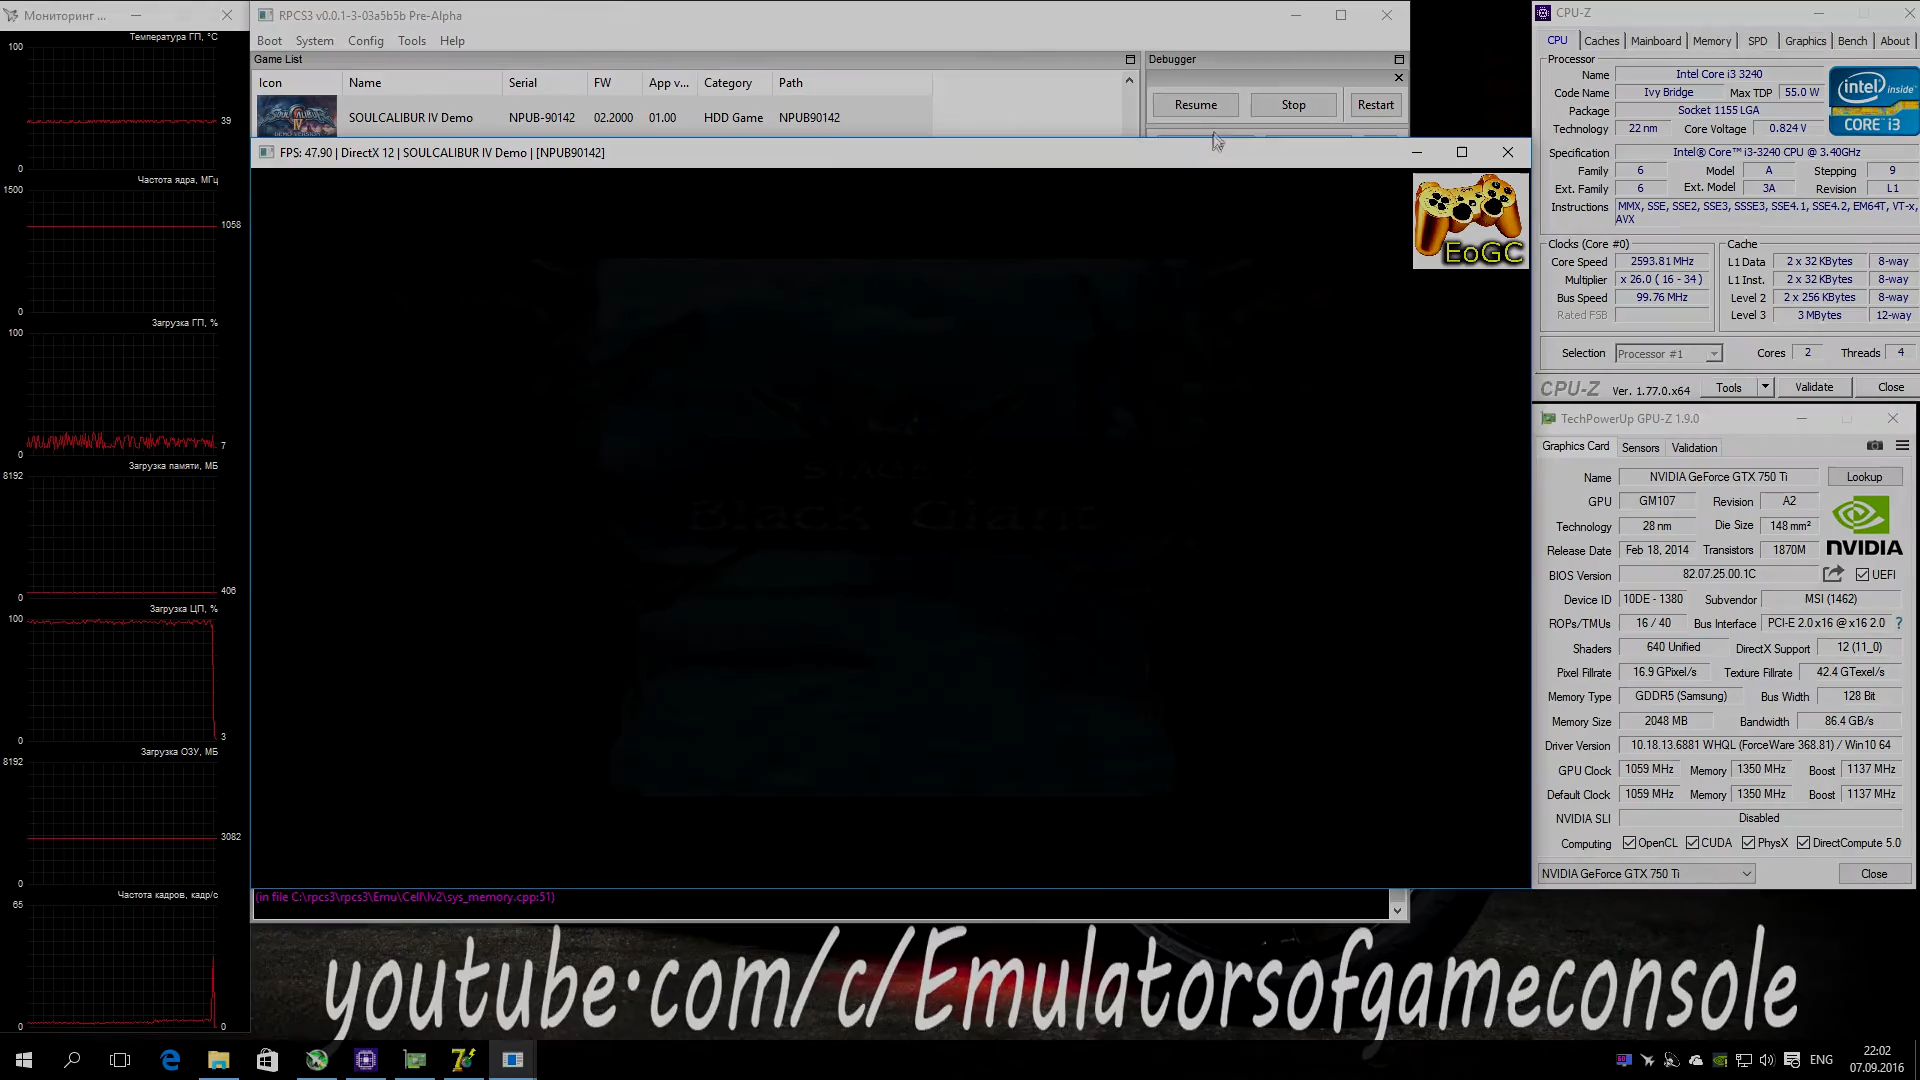 Мониторинг ...
Температура ГП, °C
100
39
0
Частота ядра, МГц
1500
1058
0
Загрузка ГП, %
100
7
0
Загрузка памяти, МБ
8192
406
0
Загрузка ЦП, %
100
3
0
Загрузка ОЗУ, МБ
8192
3082
0
Частота кадров, кадр/с
65
0
0
RPCS3 v0.0.1-3-03a5b5b Pre-Alpha
Boot System Config Tools Help
Game List
Icon Name Serial FW App v... Category Path
SOULCALIBUR IV Demo NPUB-90142 02.2000 01.00 HDD Game NPUB90142
Debugger
Resume Stop Restart
FPS: 47.90 | DirectX 12 | SOULCALIBUR IV Demo | [NPUB90142]
EoGC
STAGE 2
Black Giant
(in file C:\rpcs3\rpcs3\Emu\Cell\lv2\sys_memory.cpp:51)
CPU-Z
CPU Caches Mainboard Memory SPD Graphics Bench About
Processor
Name Intel Core i3 3240
Code Name Ivy Bridge Max TDP 55.0 W
Package Socket 1155 LGA
Technology 22 nm Core Voltage 0.824 V
intel inside™
CORE i3
Specification Intel® Core™ i3-3240 CPU @ 3.40GHz
Family 6 Model A Stepping 9
Ext. Family 6 Ext. Model 3A Revision L1
Instructions MMX, SSE, SSE2, SSE3, SSSE3, SSE4.1, SSE4.2, EM64T, VT-x,
AVX
Clocks (Core #0)
Core Speed 2593.81 MHz
Multiplier x 26.0 ( 16 - 34 )
Bus Speed 99.76 MHz
Rated FSB
Cache
L1 Data 2 x 32 KBytes 8-way
L1 Inst. 2 x 32 KBytes 8-way
Level 2 2 x 256 KBytes 8-way
Level 3 3 MBytes 12-way
Selection Processor #1 Cores 2 Threads 4
CPU-Z Ver. 1.77.0.x64 Tools Validate Close
TechPowerUp GPU-Z 1.9.0
Graphics Card Sensors Validation
Name NVIDIA GeForce GTX 750 Ti Lookup
GPU GM107 Revision A2
Technology 28 nm Die Size 148 mm²
Release Date Feb 18, 2014 Transistors 1870M
NVIDIA
BIOS Version 82.07.25.00.1C UEFI
Device ID 10DE - 1380 Subvendor MSI (1462)
ROPs/TMUs 16 / 40 Bus Interface PCI-E 2.0 x16 @ x16 2.0 ?
Shaders 640 Unified DirectX Support 12 (11_0)
Pixel Fillrate 16.9 GPixel/s Texture Fillrate 42.4 GTexel/s
Memory Type GDDR5 (Samsung) Bus Width 128 Bit
Memory Size 2048 MB Bandwidth 86.4 GB/s
Driver Version 10.18.13.6881 WHQL (ForceWare 368.81) / Win10 64
GPU Clock 1059 MHz Memory 1350 MHz Boost 1137 MHz
Default Clock 1059 MHz Memory 1350 MHz Boost 1137 MHz
NVIDIA SLI Disabled
Computing OpenCL CUDA PhysX DirectCompute 5.0
NVIDIA GeForce GTX 750 Ti Close
youtube.com/c/Emulatorsofgameconsole
ENG
22:02
07.09.2016